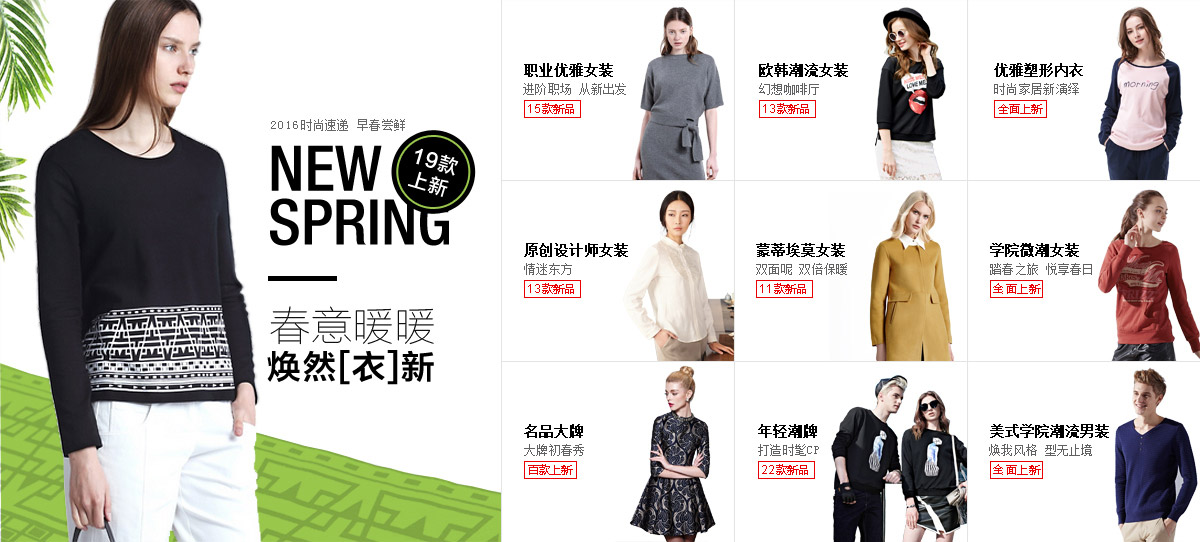 2016时尚速递 早春尝鲜
NEW
SPRING
19款
上新
春意暖暖
焕然[衣]新
职业优雅女装
进阶职场 从新出发
15款新品
欧韩潮流女装
幻想咖啡厅
13款新品
优雅塑形内衣
时尚家居新演绎
全面上新
morning
原创设计师女装
情迷东方
13款新品
蒙蒂埃莫女装
双面呢 双倍保暖
11款新品
学院微潮女装
踏春之旅 悦享春日
全面上新
名品大牌
大牌初春秀
百款上新
年轻潮牌
打造时髦CP
22款新品
美式学院潮流男装
焕我风格 型无止境
全面上新